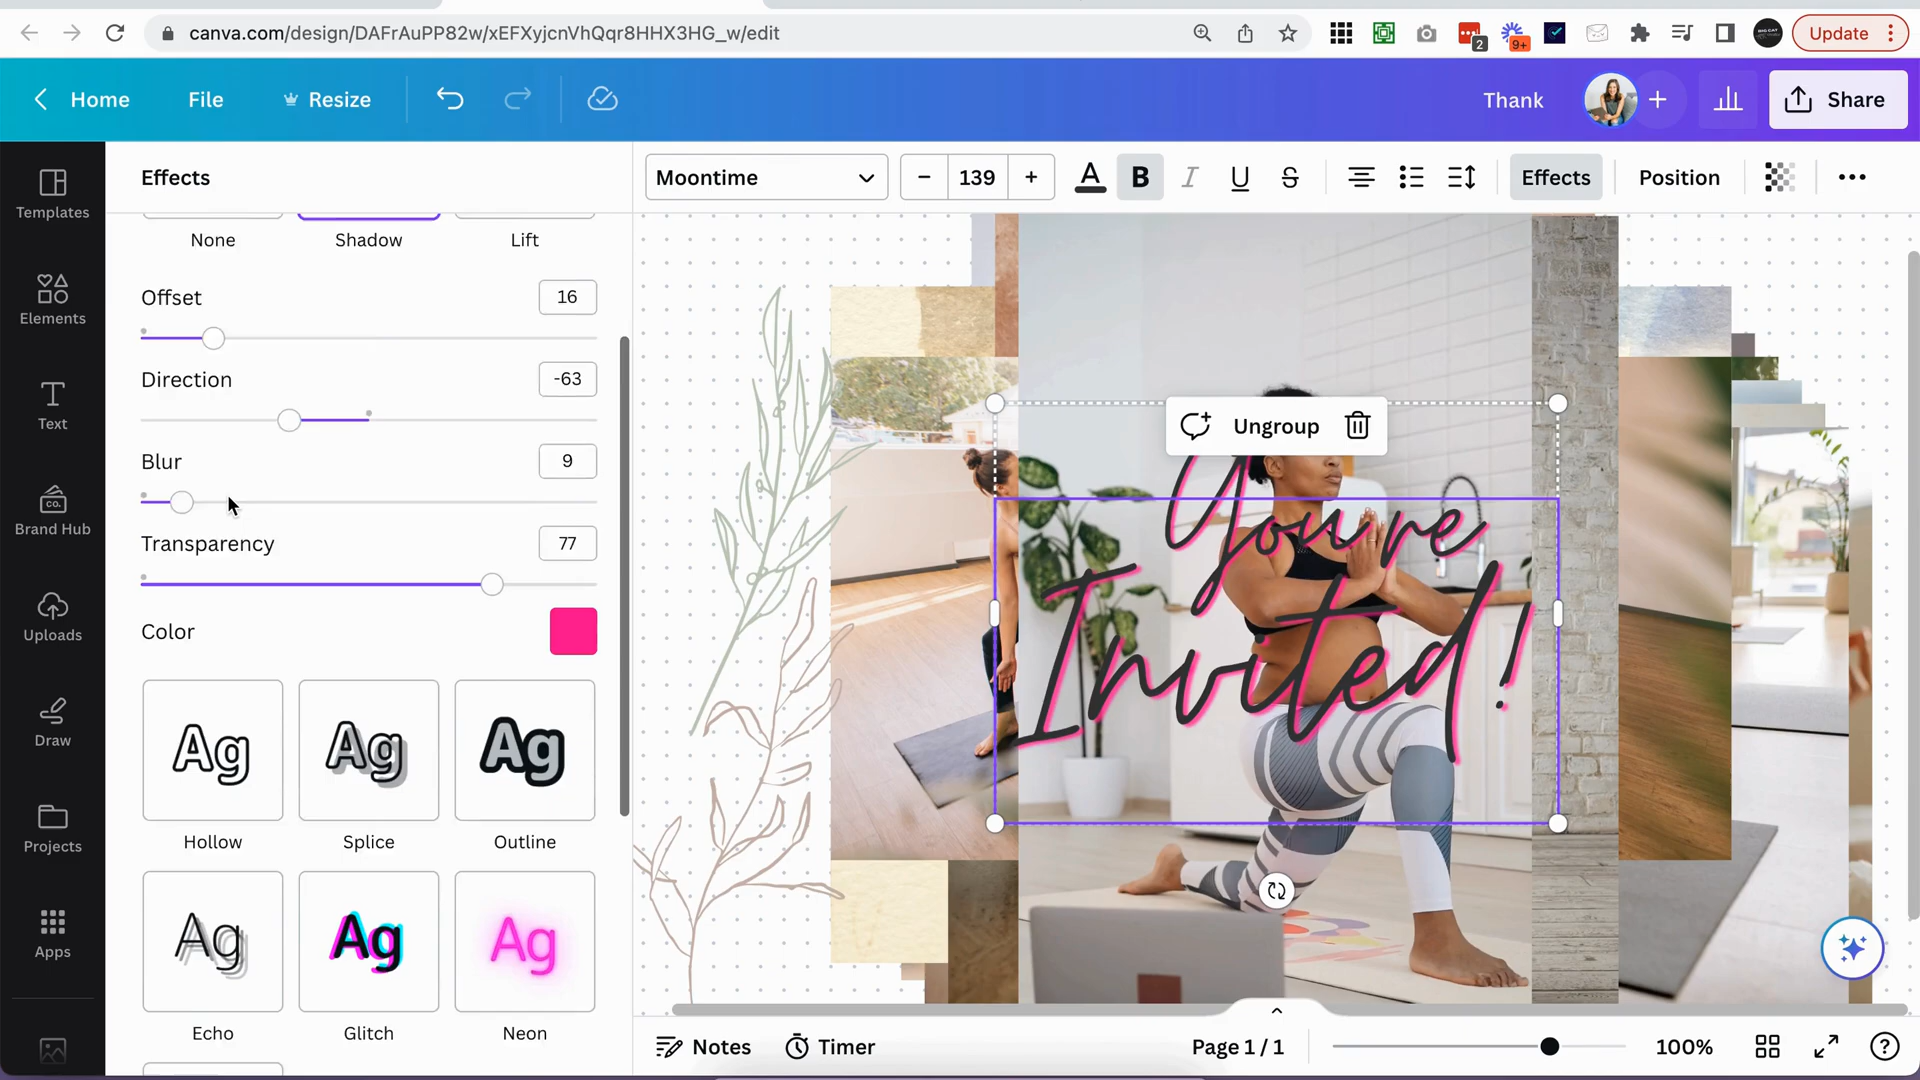 canva.com/design/DAFrAuPP82w/xEFXyjcnVhQqr8HHX3HG_w/edit
2
9+
Update
Home
File
Resize
Thank
Share
Effects
Moontime
139
A
B
I
U
S
Effects
Position
Templates
Elements
Text
Brand Hub
Uploads
Draw
Projects
Apps
None
Shadow
Lift
Offset
16
Direction
-63
Blur
9
Transparency
77
Color
Ag
Ag
Ag
Hollow
Splice
Outline
Ag
Ag
Ag
Echo
Glitch
Neon
Ungroup
You're
Invited!
Notes
Timer
Page 1 / 1
100%